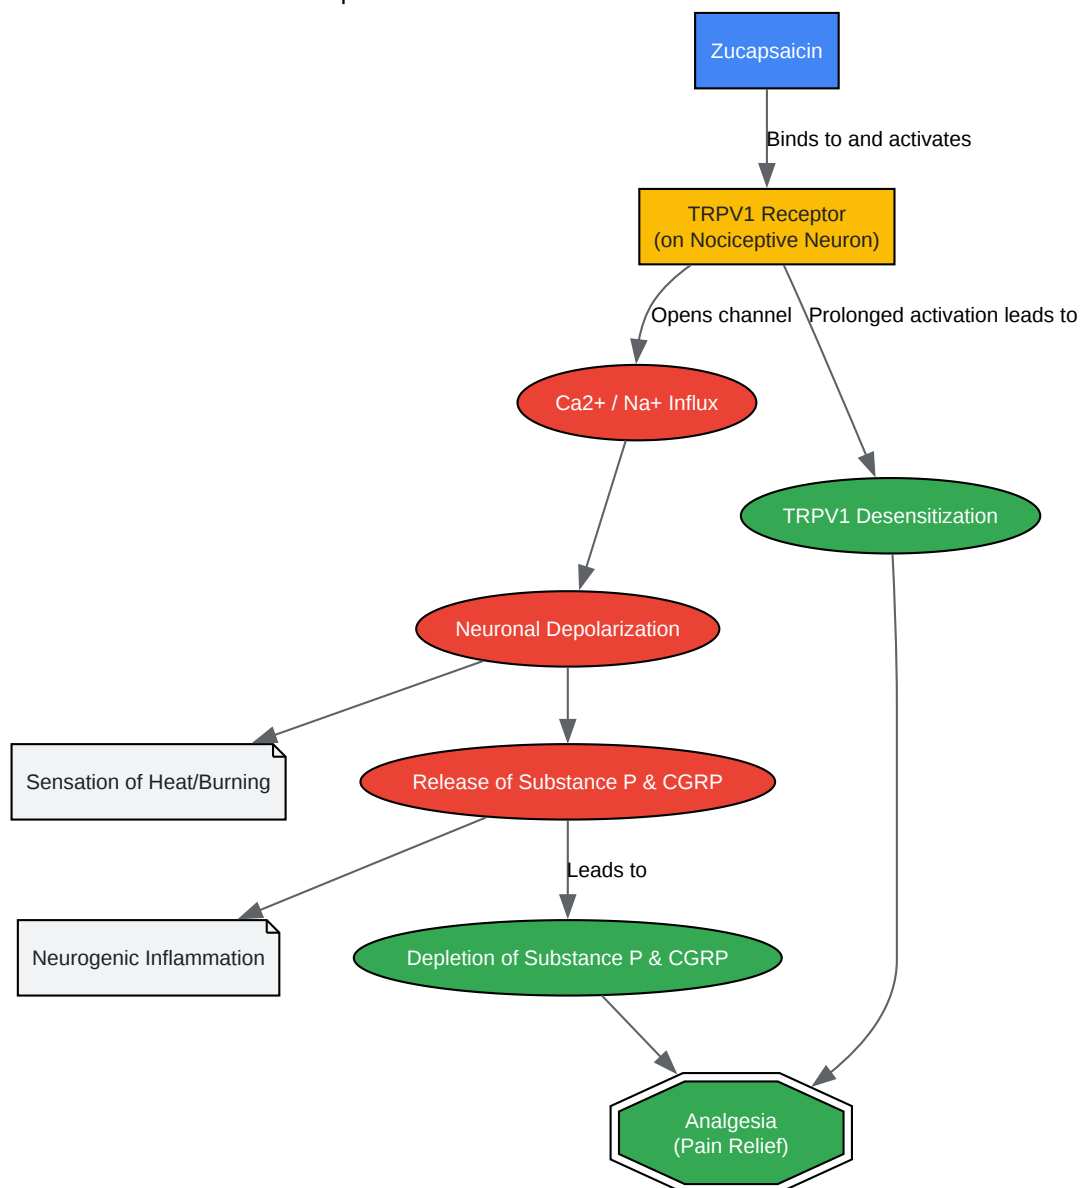 Zucapsaicin
Binds to and activates
TRPV1 Receptor
(on Nociceptive Neuron)
Opens channel
Prolonged activation leads to
Ca2+ / Na+ Influx
TRPV1 Desensitization
Neuronal Depolarization
Sensation of Heat/Burning
Release of Substance P & CGRP
Leads to
Neurogenic Inflammation
Depletion of Substance P & CGRP
Analgesia
(Pain Relief)